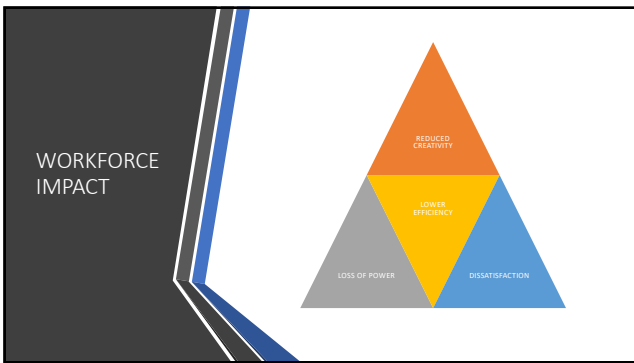 WORKFORCE
IMPACT
REDUCED
CREATIVITY
LOWER
EFFICIENCY
LOSS OF POWER
DISSATISFACTION